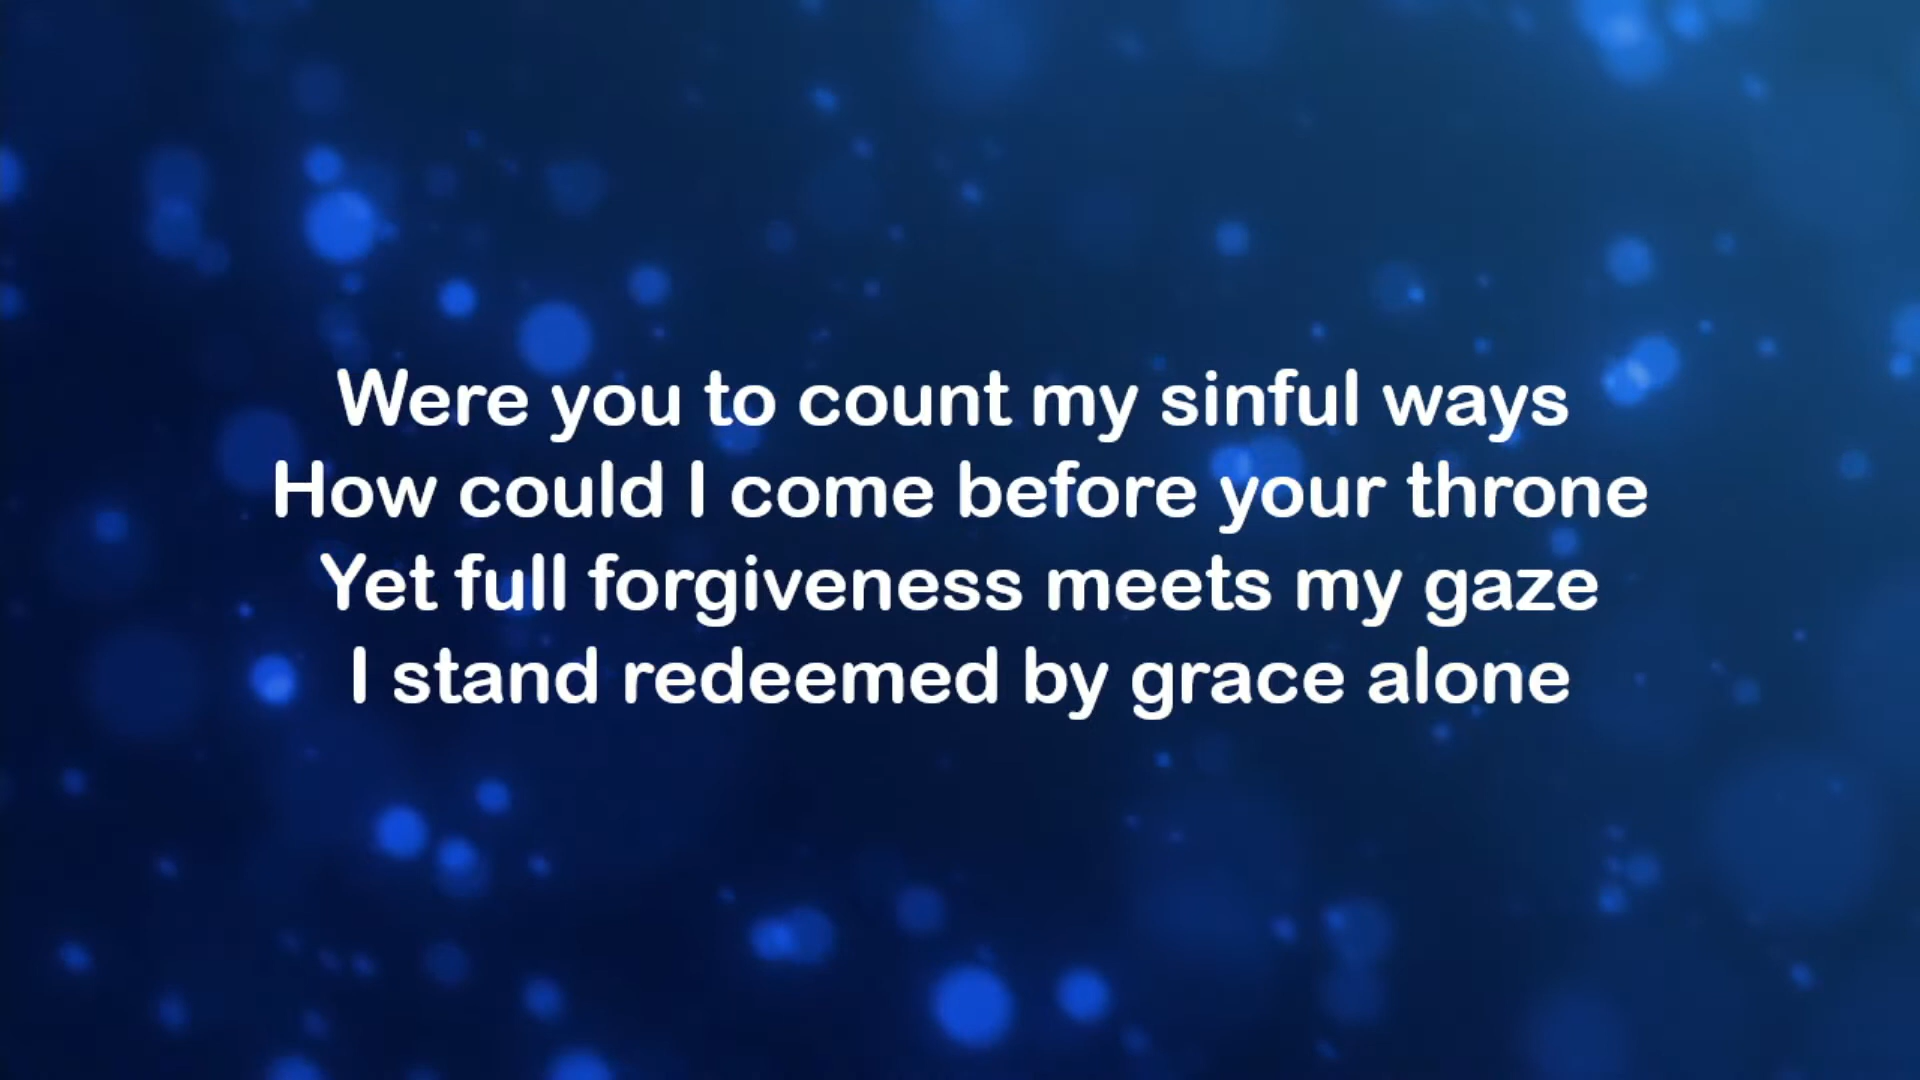 Were you to count my sinful ways
How could I come before your throne
Yet full forgiveness meets my gaze
I stand redeemed by grace alone